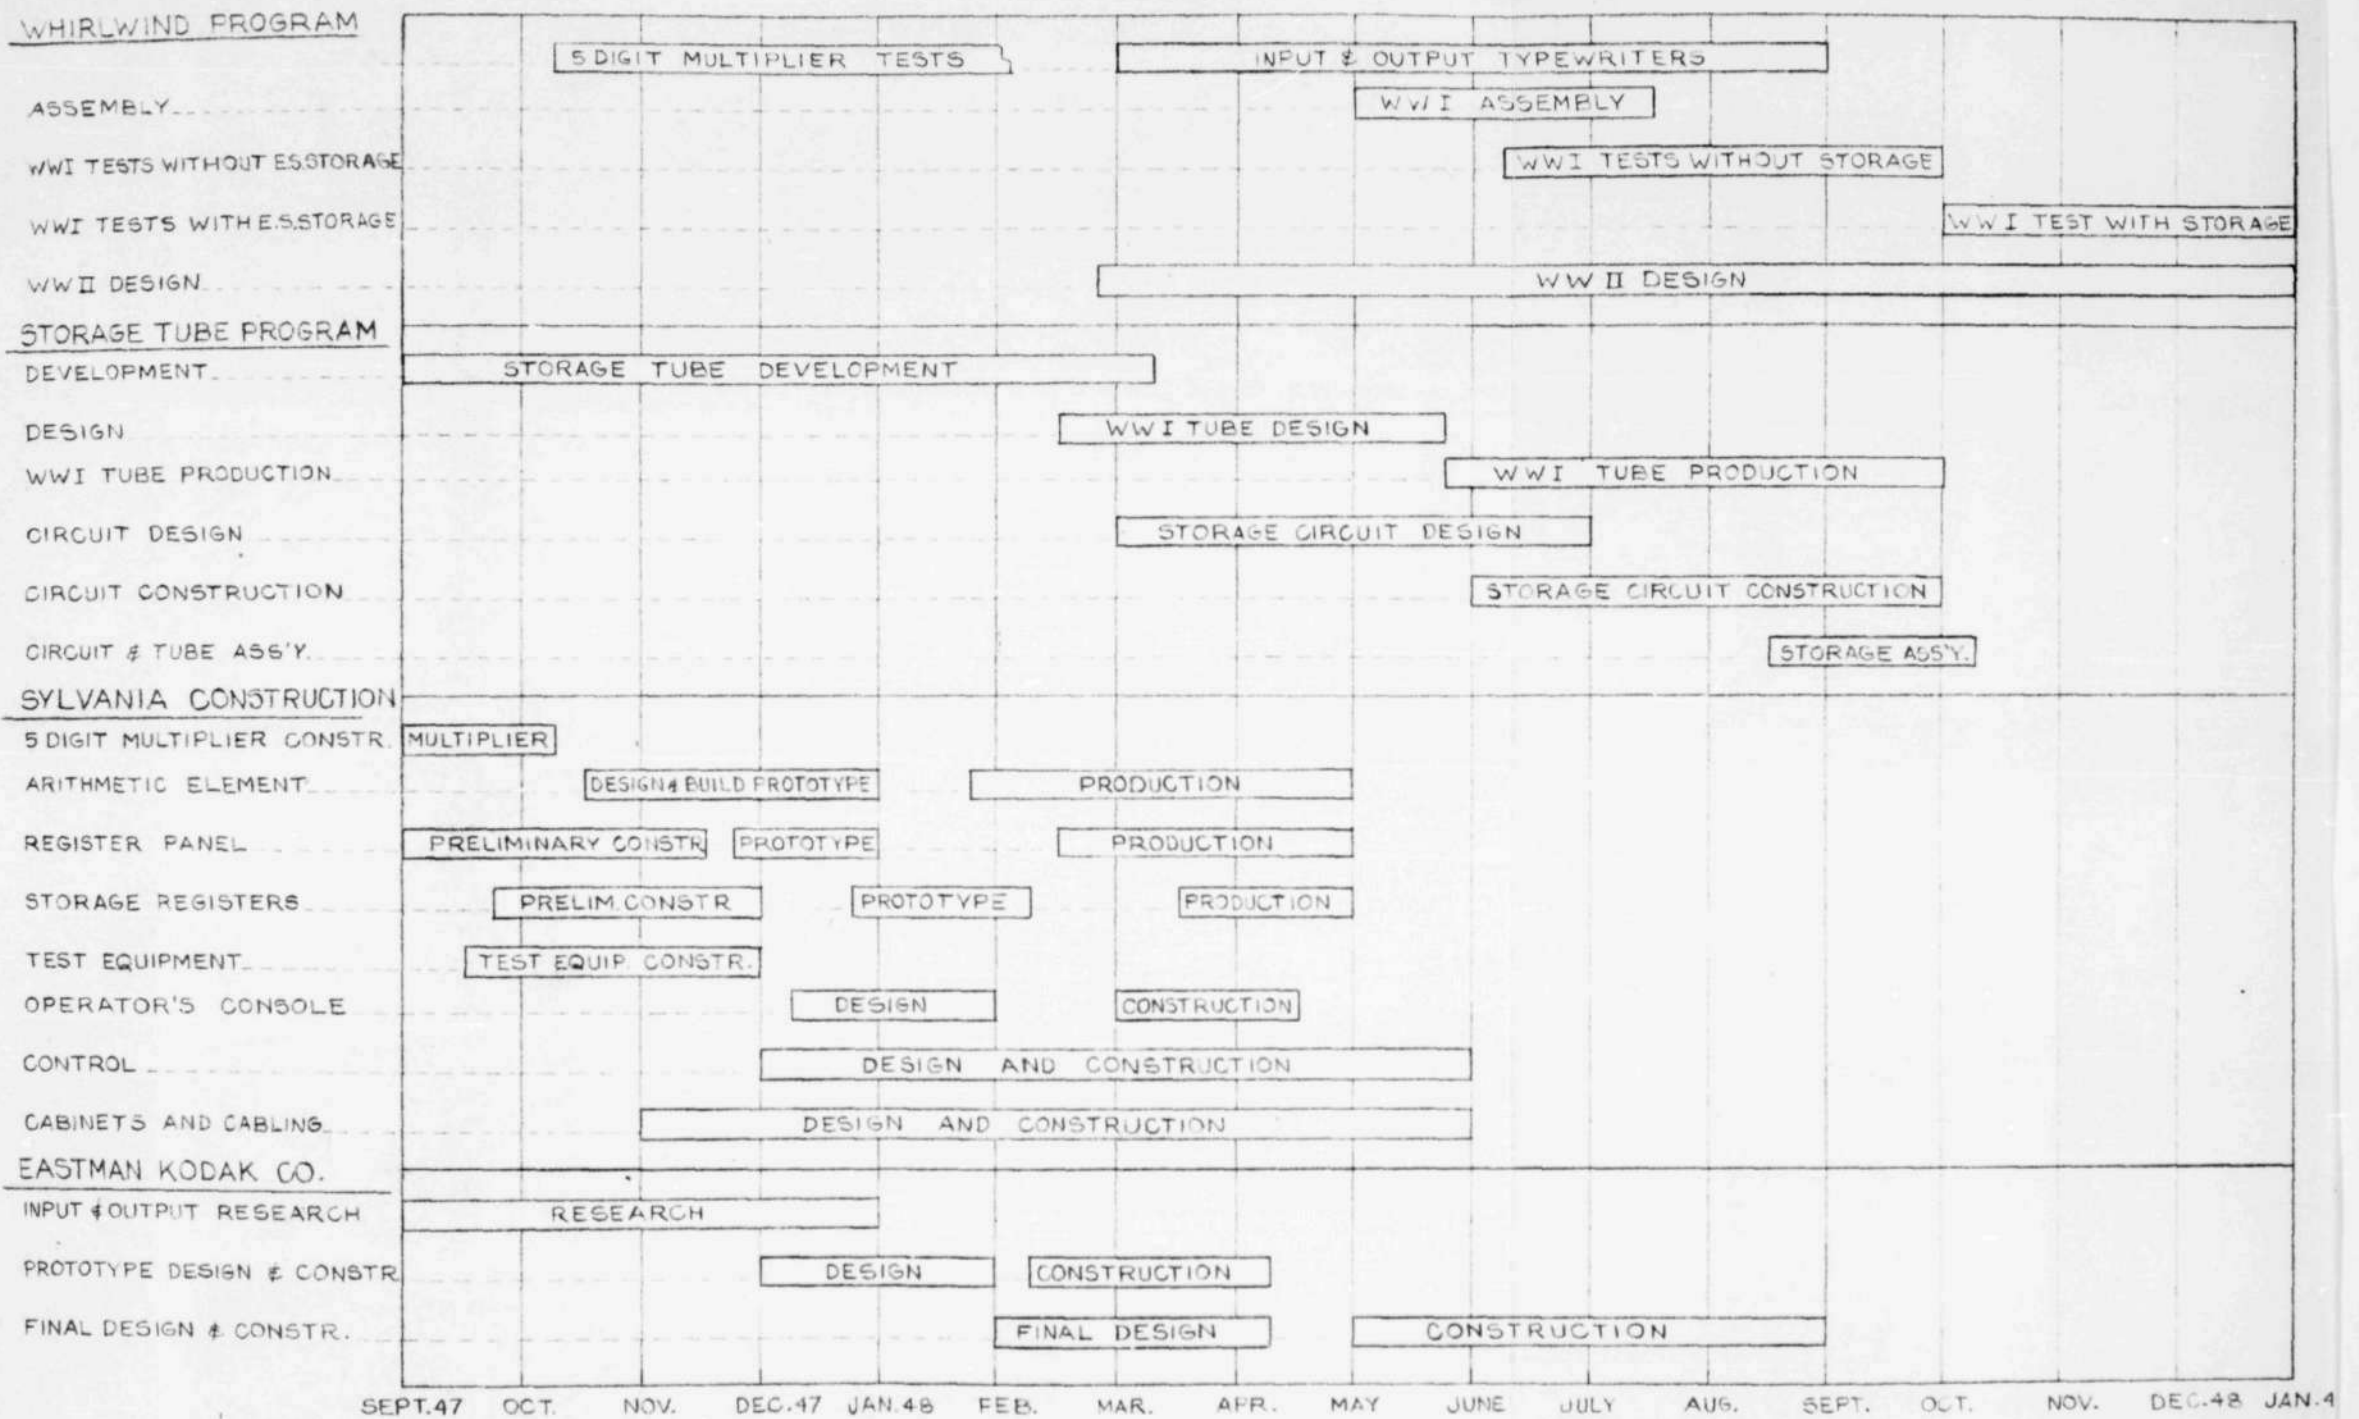 WHIRLWIND PROGRAM
5 DIGIT MULTIPLIER TESTS INPUT & OUTPUT TYPEWRITERS
ASSEMBLY WWI ASSEMBLY
WWI TESTS WITHOUT ES.STORAGE WWI TESTS WITHOUT STORAGE
WWI TESTS WITH E.S.STORAGE WWI TEST WITH STORAGE
WW II DESIGN WW II DESIGN
STORAGE TUBE PROGRAM
DEVELOPMENT STORAGE TUBE DEVELOPMENT
DESIGN WWI TUBE DESIGN
WWI TUBE PRODUCTION WWI TUBE PRODUCTION
CIRCUIT DESIGN STORAGE CIRCUIT DESIGN
CIRCUIT CONSTRUCTION STORAGE CIRCUIT CONSTRUCTION
CIRCUIT & TUBE ASS'Y. STORAGE ASS'Y.
SYLVANIA CONSTRUCTION
5 DIGIT MULTIPLIER CONSTR. MULTIPLIER
ARITHMETIC ELEMENT DESIGN & BUILD PROTOTYPE PRODUCTION
REGISTER PANEL PRELIMINARY CONSTR PROTOTYPE PRODUCTION
STORAGE REGISTERS PRELIM. CONSTR PROTOTYPE PRODUCTION
TEST EQUIPMENT TEST EQUIP. CONSTR.
OPERATOR'S CONSOLE DESIGN CONSTRUCTION
CONTROL DESIGN AND CONSTRUCTION
CABINETS AND CABLING DESIGN AND CONSTRUCTION
EASTMAN KODAK CO.
INPUT & OUTPUT RESEARCH RESEARCH
PROTOTYPE DESIGN & CONSTR DESIGN CONSTRUCTION
FINAL DESIGN & CONSTR. FINAL DESIGN CONSTRUCTION
SEPT.47 OCT. NOV. DEC.47 JAN.48 FEB. MAR. APR. MAY JUNE JULY AUG. SEPT. OCT. NOV. DEC.48 JAN.4